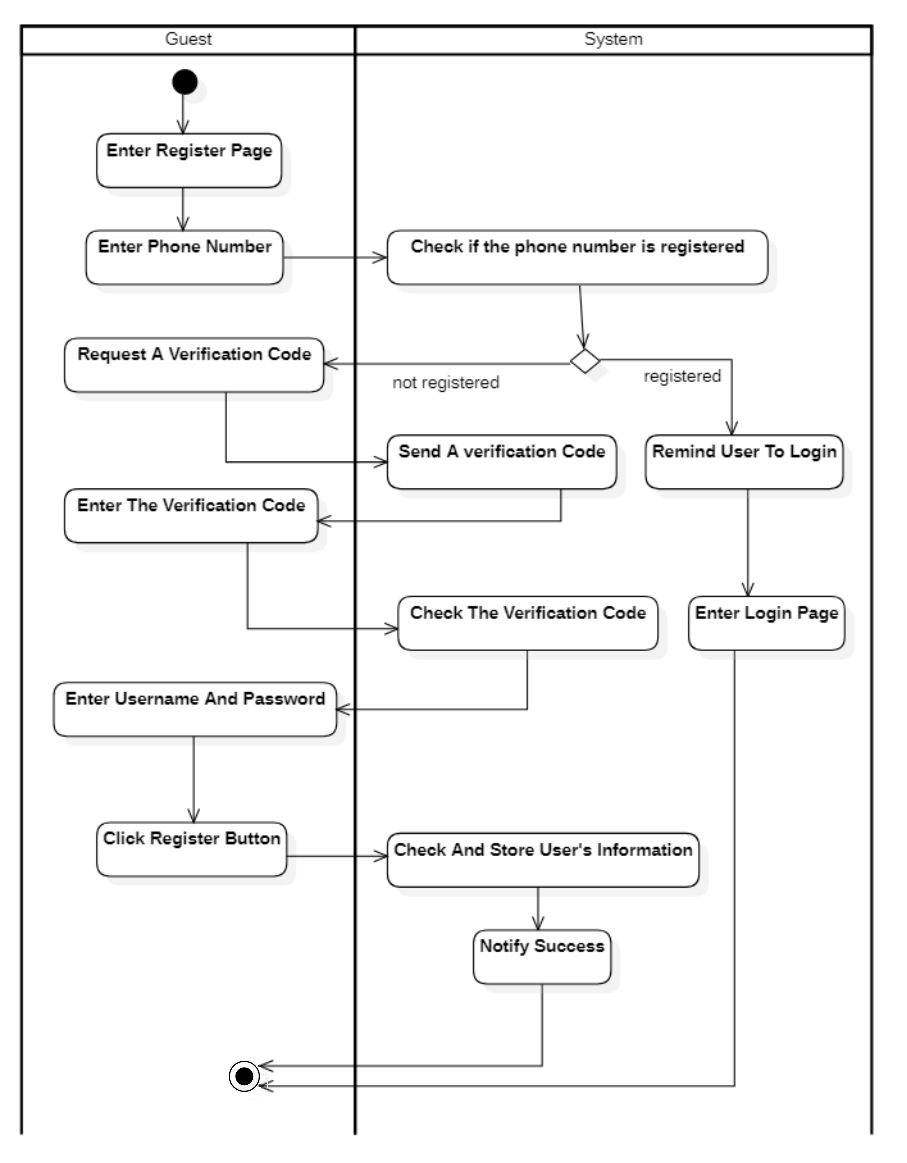 Guest
System
Enter Register Page
Enter Phone Number
Check if the phone number is registered
Request A Verification Code
not registered
registered
Send A verification Code
Remind User To Login
Enter The Verification Code
Check The Verification Code
Enter Login Page
Enter Username And Password
Click Register Button
Check And Store User's Information
Notify Success